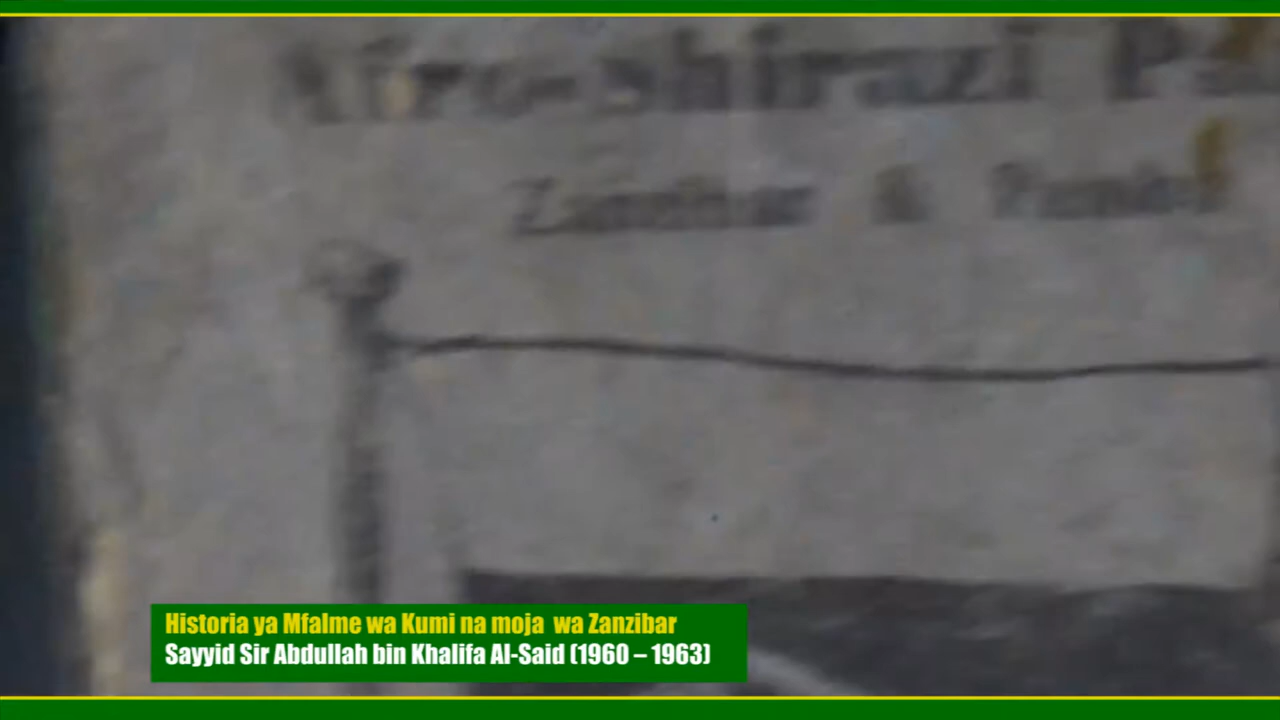 Afro-Shirazi Pa
Zanzibar & Pemba
Historia ya Mfalme wa Kumi na moja wa Zanzibar
Sayyid Sir Abdullah bin Khalifa Al-Said (1960 – 1963)